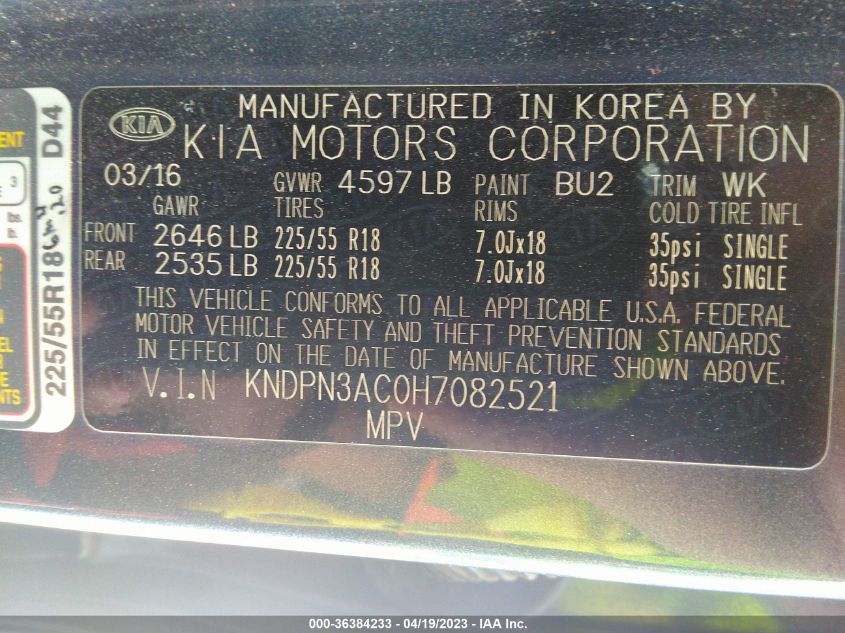 MANUFACTURED IN KOREA BY
KIA KIA MOTORS CORPORATION
03/16 GVWR 4597 LB PAINT BU2 TRIM WK
GAWR TIRES RIMS COLD TIRE INFL
FRONT 2646 LB 225/55 R18 7.0Jx18 35psi SINGLE
REAR 2535 LB 225/55 R18 7.0Jx18 35psi SINGLE
THIS VEHICLE CONFORMS TO ALL APPLICABLE U.S.A. FEDERAL
MOTOR VEHICLE SAFETY AND THEFT PREVENTION STANDARDS
IN EFFECT ON THE DATE OF MANUFACTURE SHOWN ABOVE.
V.I.N KNDPN3AC0H7082521
MPV
225/55R18 D44
3
lbs.
000-36384233 - 04/19/2023 - IAA Inc.